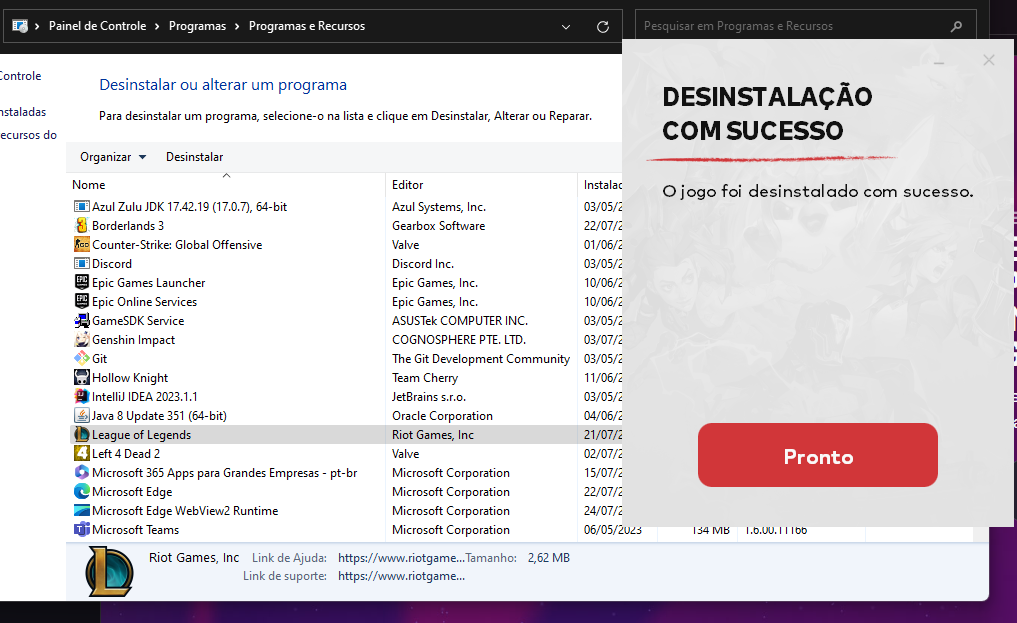 Painel de Controle > Programas > Programas e Recursos
Pesquisar em Programas e Recursos
Controle
nstaladas
ecursos do
Desinstalar ou alterar um programa
Para desinstalar um programa, selecione-o na lista e clique em Desinstalar, Alterar ou Reparar.
Organizar Desinstalar
Nome Editor Instalad
Azul Zulu JDK 17.42.19 (17.0.7), 64-bit Azul Systems, Inc. 03/05/2
Borderlands 3 Gearbox Software 22/07/2
Counter-Strike: Global Offensive Valve 01/06/2
Discord Discord Inc. 03/05/2
Epic Games Launcher Epic Games, Inc. 10/06/2
Epic Online Services Epic Games, Inc. 10/06/2
GameSDK Service ASUSTek COMPUTER INC. 03/05/2
Genshin Impact COGNOSPHERE PTE. LTD. 03/07/2
Git The Git Development Community 03/05/2
Hollow Knight Team Cherry 11/06/2
IntelliJ IDEA 2023.1.1 JetBrains s.r.o. 03/05/2
Java 8 Update 351 (64-bit) Oracle Corporation 04/06/2
League of Legends Riot Games, Inc 21/07/2
Left 4 Dead 2 Valve 02/07/2
Microsoft 365 Apps para Grandes Empresas - pt-br Microsoft Corporation 15/07/2
Microsoft Edge Microsoft Corporation 22/07/2
Microsoft Edge WebView2 Runtime Microsoft Corporation 24/07/2
Microsoft Teams Microsoft Corporation 06/05/2023 134 MB 1.6.00.11166
Riot Games, Inc Link de Ajuda: https://www.riotgame... Tamanho: 2,62 MB
Link de suporte: https://www.riotgame...
DESINSTALAÇÃO
COM SUCESSO
O jogo foi desinstalado com sucesso.
Pronto